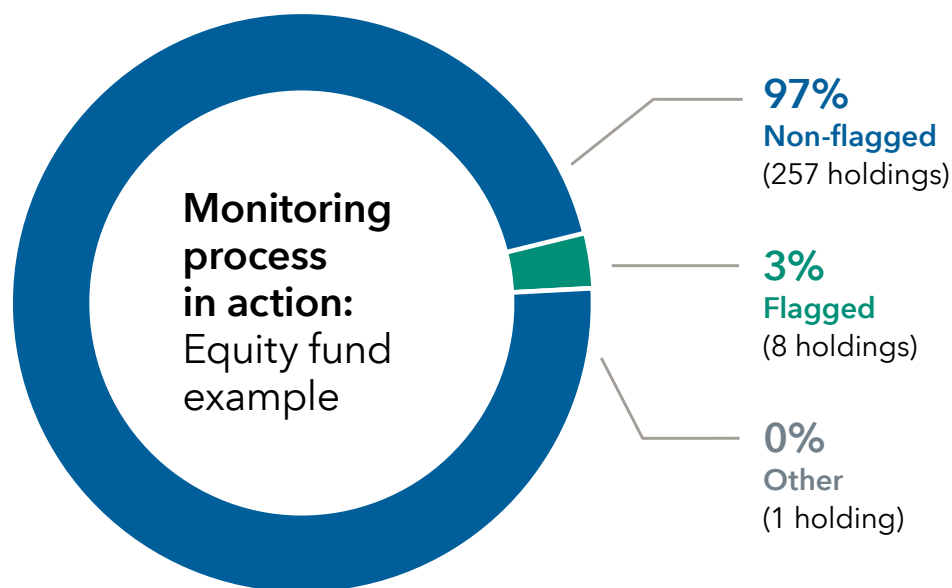 Monitoring
process
in action:
Equity fund
example
97%
Non-flagged
(257 holdings)
3%
Flagged
(8 holdings)
0%
Other
(1 holding)